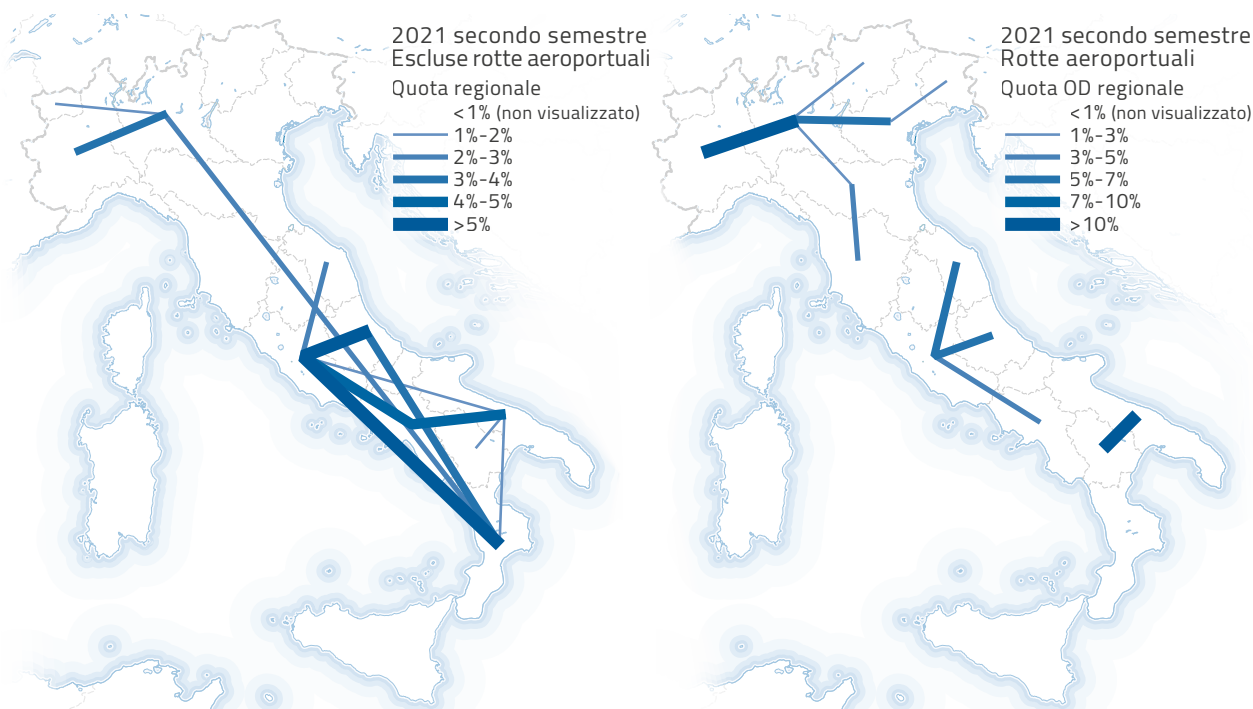 2021 secondo semestre
Escluse rotte aeroportuali
Quota regionale
<1% (non visualizzato)
1%-2%
2%-3%
3%-4%
4%-5%
>5%
2021 secondo semestre
Rotte aeroportuali
Quota OD regionale
<1% (non visualizzato)
1%-3%
3%-5%
5%-7%
7%-10%
>10%